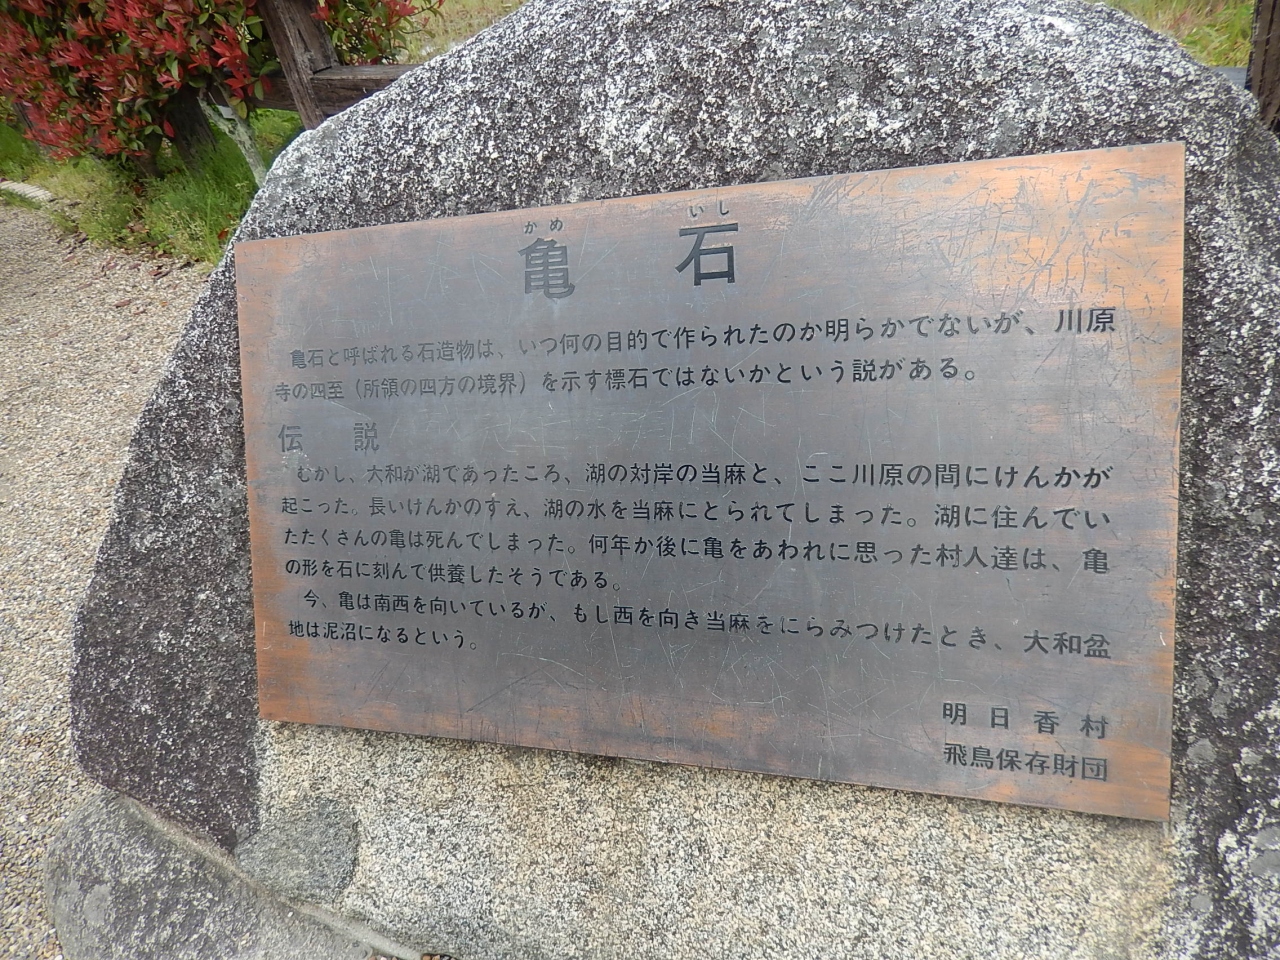 かめ いし
亀 石
亀石と呼ばれる石造物は、いつ何の目的で作られたのか明らかでないが、川原
寺の四至(所領の四方の境界)を示す標石ではないかという説がある。
伝 説
むかし、大和が湖であったころ、湖の対岸の当麻と、ここ川原の間にけんかが
起こった。長いけんかのすえ、湖の水を当麻にとられてしまった。湖に住んでい
たたくさんの亀は死んでしまった。何年か後に亀をあわれに思った村人達は、亀
の形を石に刻んで供養したそうである。
今、亀は南西を向いているが、もし西を向き当麻をにらみつけたとき、大和盆
地は泥沼になるという。
明日香村
飛鳥保存財団